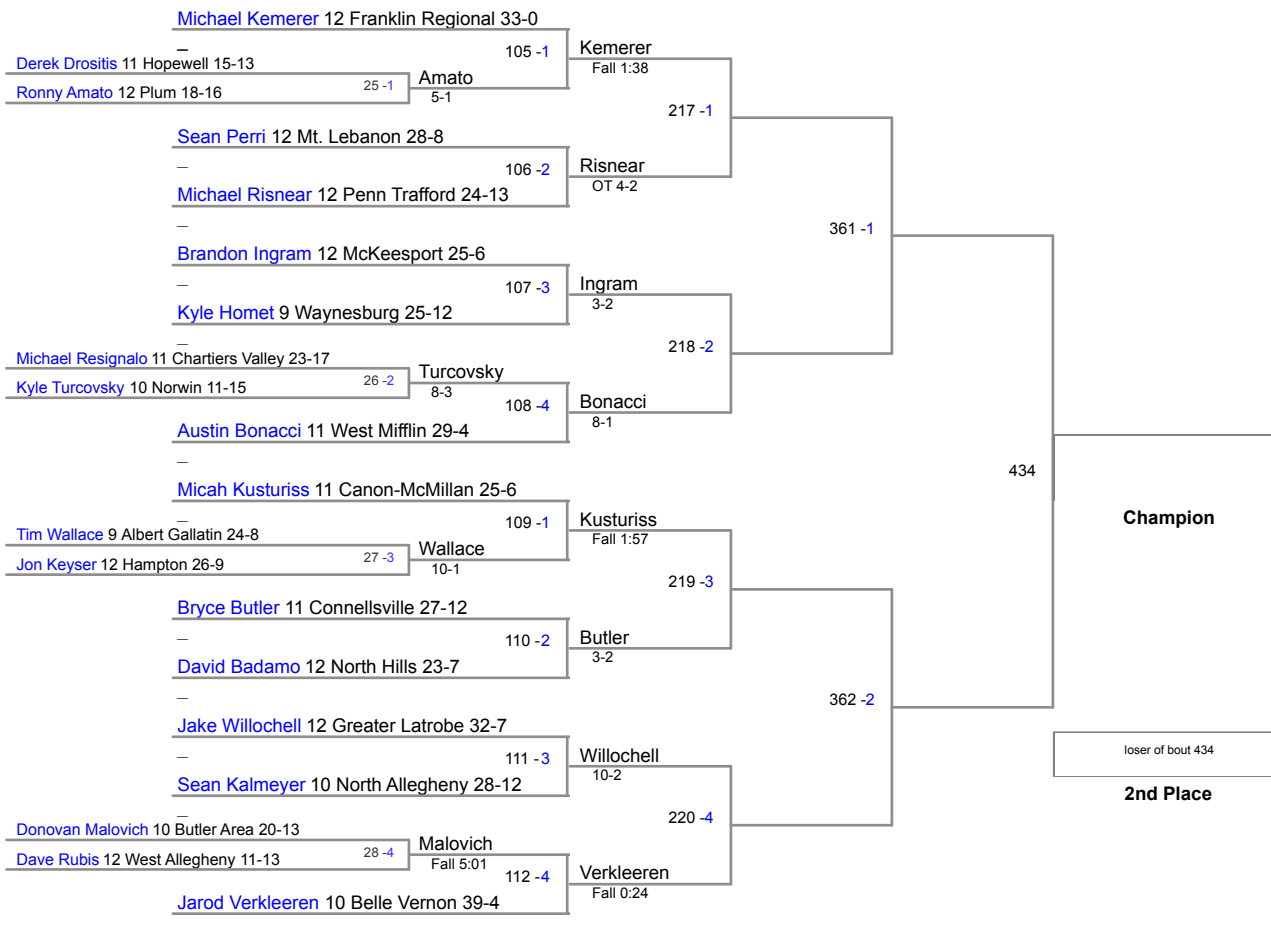 Michael Kemerer 12 Franklin Regional 33-0
–
105 -1
Kemerer
Fall 1:38
Derek Drositis 11 Hopewell 15-13
Ronny Amato 12 Plum 18-16
25 -1
Amato
5-1
217 -1
Sean Perri 12 Mt. Lebanon 28-8
–
106 -2
Risnear
OT 4-2
Michael Risnear 12 Penn Trafford 24-13
–
361 -1
Brandon Ingram 12 McKeesport 25-6
–
107 -3
Ingram
3-2
Kyle Homet 9 Waynesburg 25-12
–
218 -2
Michael Resignalo 11 Chartiers Valley 23-17
Kyle Turcovsky 10 Norwin 11-15
26 -2
Turcovsky
8-3
108 -4
Bonacci
8-1
Austin Bonacci 11 West Mifflin 29-4
–
434
Micah Kusturiss 11 Canon-McMillan 25-6
–
109 -1
Kusturiss
Fall 1:57
Champion
Tim Wallace 9 Albert Gallatin 24-8
Jon Keyser 12 Hampton 26-9
27 -3
Wallace
10-1
219 -3
Bryce Butler 11 Connellsville 27-12
–
110 -2
Butler
3-2
David Badamo 12 North Hills 23-7
–
362 -2
Jake Willochell 12 Greater Latrobe 32-7
–
111 -3
Willochell
10-2
loser of bout 434
2nd Place
Sean Kalmeyer 10 North Allegheny 28-12
–
220 -4
Donovan Malovich 10 Butler Area 20-13
Dave Rubis 12 West Allegheny 11-13
28 -4
Malovich
Fall 5:01
112 -4
Verkleeren
Fall 0:24
Jarod Verkleeren 10 Belle Vernon 39-4